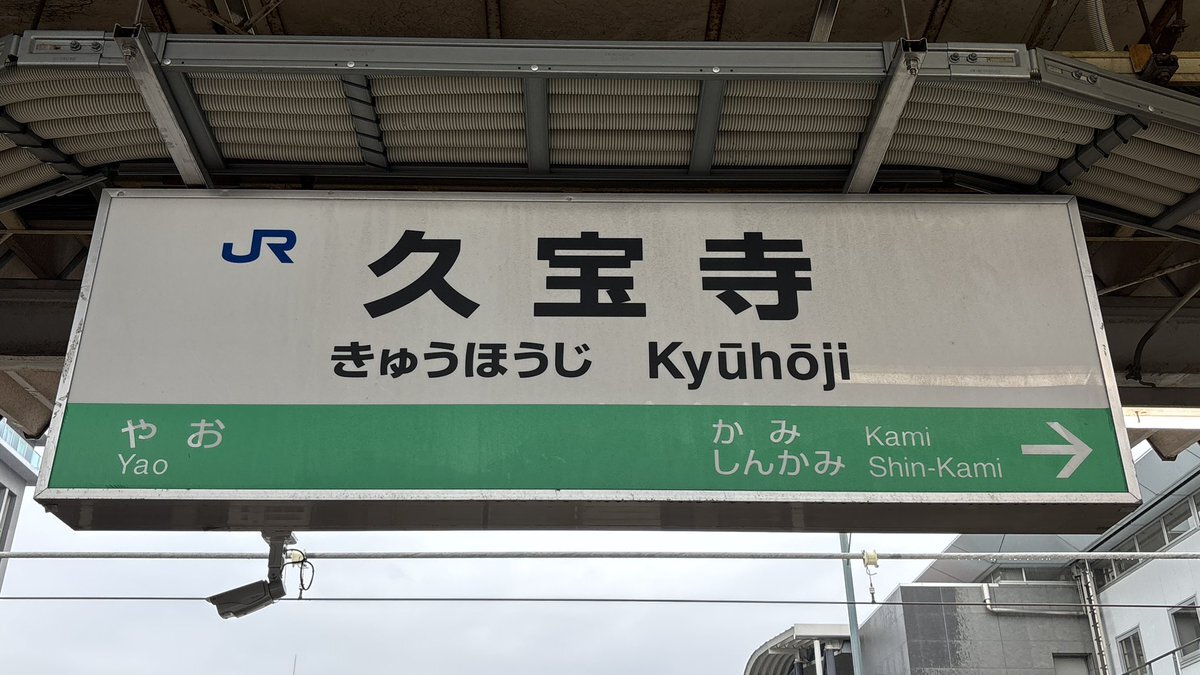 JR 久宝寺
きゅうほうじ Kyūhōji
やお
Yao
かみ Kami
しんかみ Shin-Kami